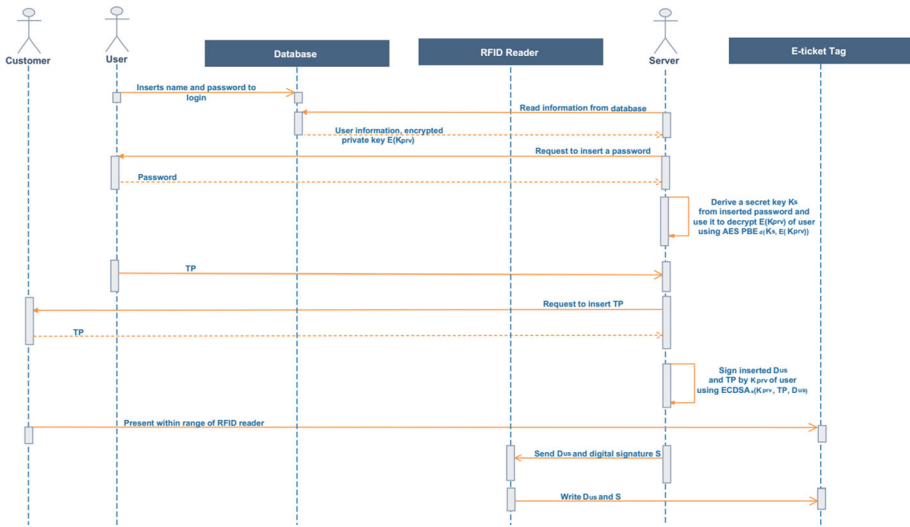 Customer
User
Database
RFID Reader
Server
E-ticket Tag
Inserts name and password to
login
Read information from database
User information, encrypted
private key E(Kprv)
Request to insert a password
Password
Derive a secret key Ks
from inserted password and
use it to decrypt E(Kprv) of user
using AES PBE d(Ks, E( Kprv))
TP
Request to insert TP
TP
Sign inserted Dus
and TP by Kprv of user
using ECDSAs(Kprv, TP, Dus)
Present within range of RFID reader
Send Dus and digital signature S
Write Dus and S